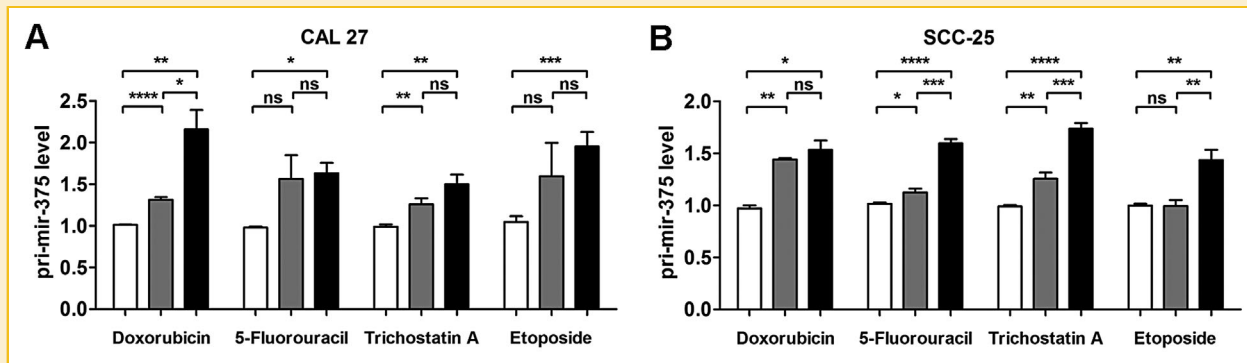 A
CAL 27
** * ** ***
**** * ns ns ** ns ns ns
pri-mir-375 level
2.5
2.0
1.5
1.0
0.5
0.0
Doxorubicin 5-Fluorouracil Trichostatin A Etoposide
B
SCC-25
* **** **** **
** ns * *** ** *** ns **
pri-mir-375 level
2.0
1.5
1.0
0.5
0.0
Doxorubicin 5-Fluorouracil Trichostatin A Etoposide